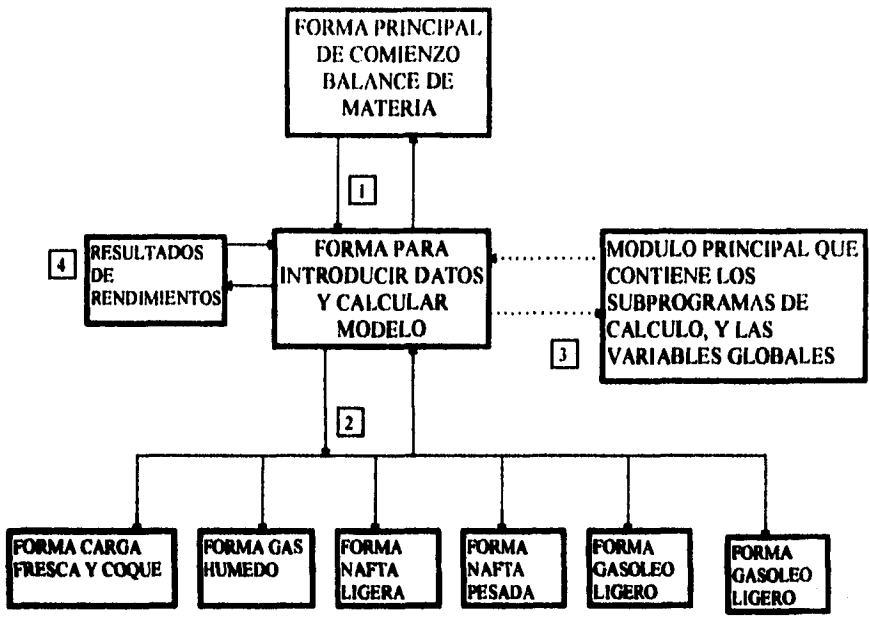 FORMA PRINCIPAL
DE COMIENZO
BALANCE DE
MATERIA
1
4
RESULTADOS
DE
RENDIMIENTOS
FORMA PARA
INTRODUCIR DATOS
Y CALCULAR
MODELO
MODULO PRINCIPAL QUE
CONTIENE LOS
SUBPROGRAMAS DE
CALCULO, Y LAS
VARIABLES GLOBALES
3
2
FORMA CARGA
FRESCA Y COQUE
FORMA GAS
HUMEDO
FORMA
NAFTA
LIGERA
FORMA
NAFTA
PESADA
FORMA
GASOLEO
LIGERO
FORMA
GASOLEO
LIGERO